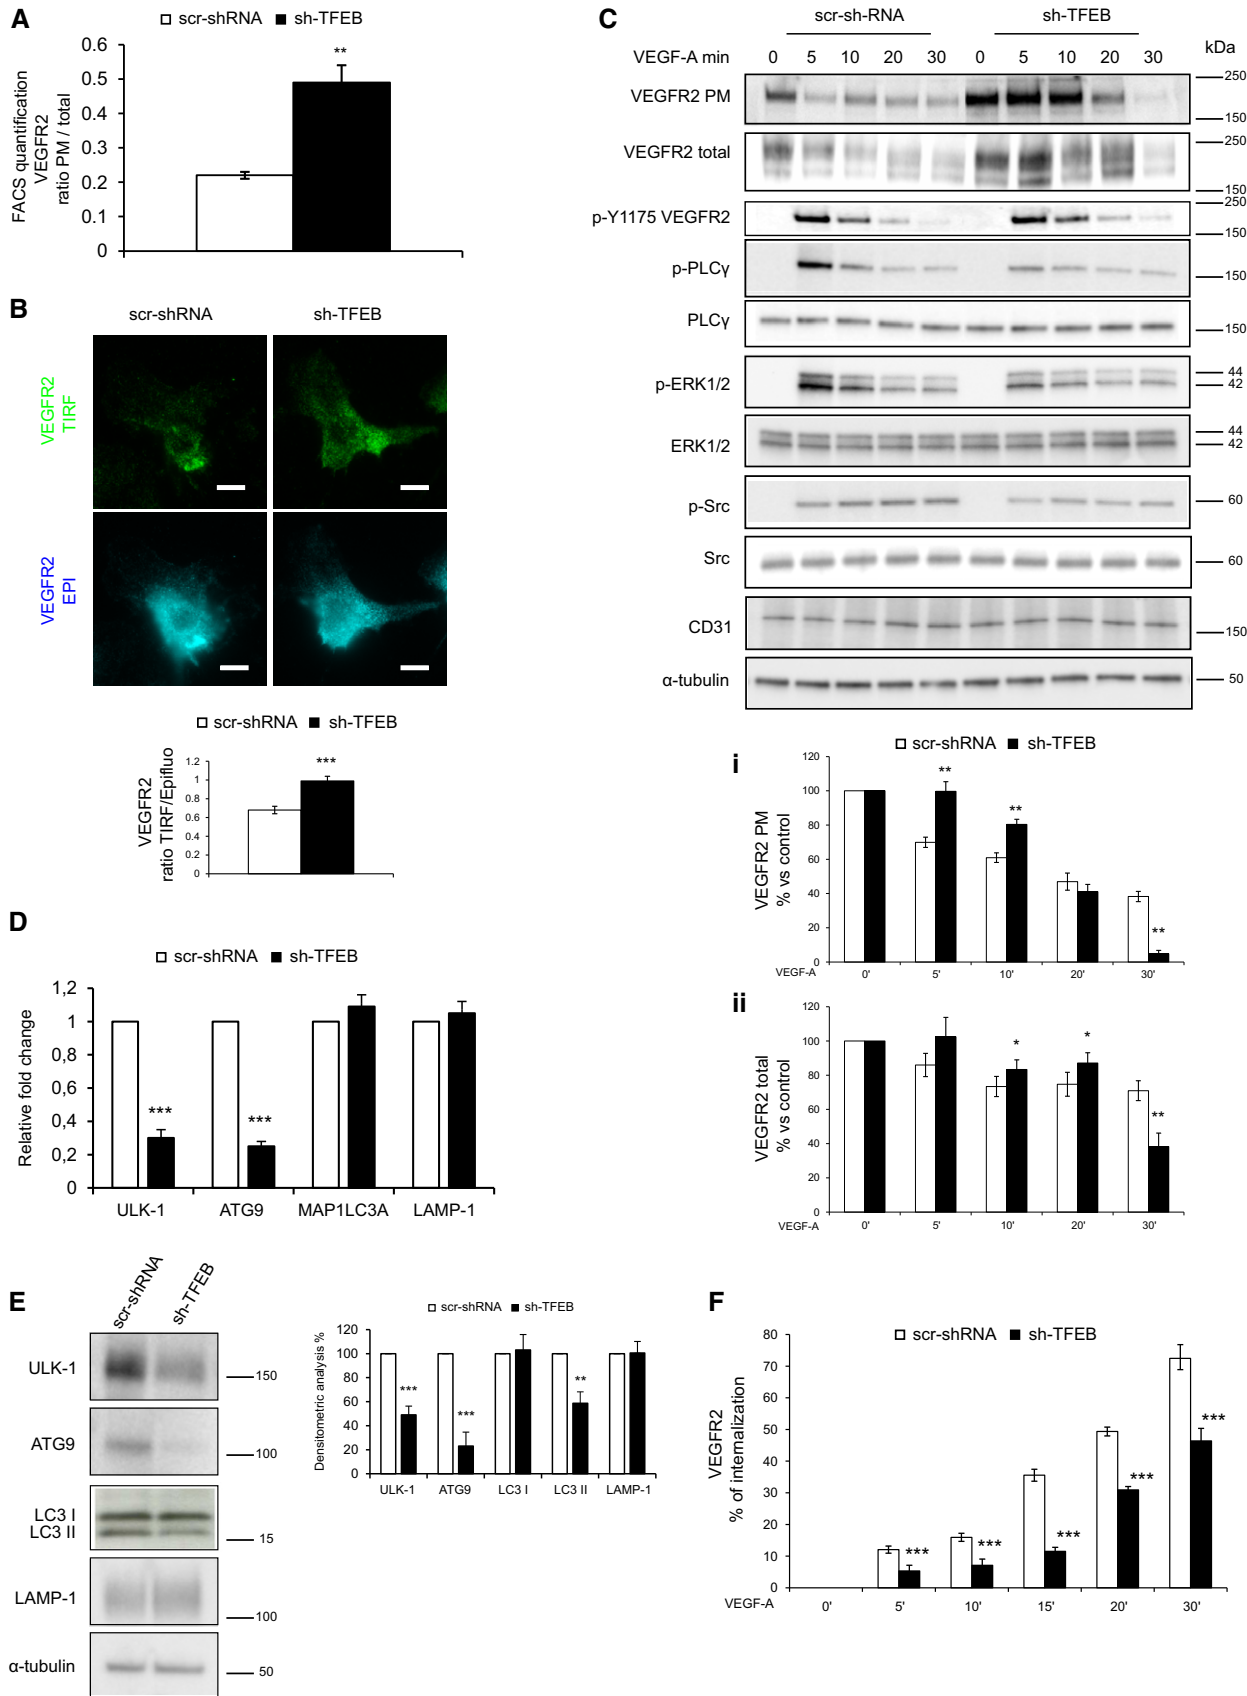 A
scr-shRNA sh-TFEB
FACS quantification
VEGFR2
ratio PM / total
0.6
0.5
0.4
0.3
0.2
0.1
0
**
B
scr-shRNA sh-TFEB
VEGFR2
TIRF
VEGFR2
EPI
scr-shRNA sh-TFEB
VEGFR2
ratio TIRF/Epifluo
1.2
1
0.8
0.6
0.4
0.2
0
***
C
scr-sh-RNA sh-TFEB
VEGF-A min 0 5 10 20 30 0 5 10 20 30 kDa
VEGFR2 PM 250
150
VEGFR2 total 250
150
p-Y1175 VEGFR2 250
150
p-PLCγ 150
PLCγ 150
p-ERK1/2 44
42
ERK1/2 44
42
p-Src 60
Src 60
CD31 150
α-tubulin 50
i
scr-shRNA sh-TFEB
VEGFR2 PM
% vs control
120
100
80
60
40
20
0
** ** **
VEGF-A 0' 5' 10' 20' 30'
ii
VEGFR2 total
% vs control
120
100
80
60
40
20
0
* * **
VEGF-A 0' 5' 10' 20' 30'
D
scr-shRNA sh-TFEB
Relative fold change
1,2
1
0,8
0,6
0,4
0,2
0
*** ***
ULK-1 ATG9 MAP1LC3A LAMP-1
E
scr-shRNA sh-TFEB
ULK-1 150
ATG9 100
LC3 I
LC3 II 15
LAMP-1 100
α-tubulin 50
scr-shRNA sh-TFEB
Densitometric analysis %
120
100
80
60
40
20
0
*** *** **
ULK-1 ATG9 LC3 I LC3 II LAMP-1
F
scr-shRNA sh-TFEB
VEGFR2
% of internalization
80
70
60
50
40
30
20
10
0
*** *** *** *** ***
VEGF-A 0' 5' 10' 15' 20' 30'